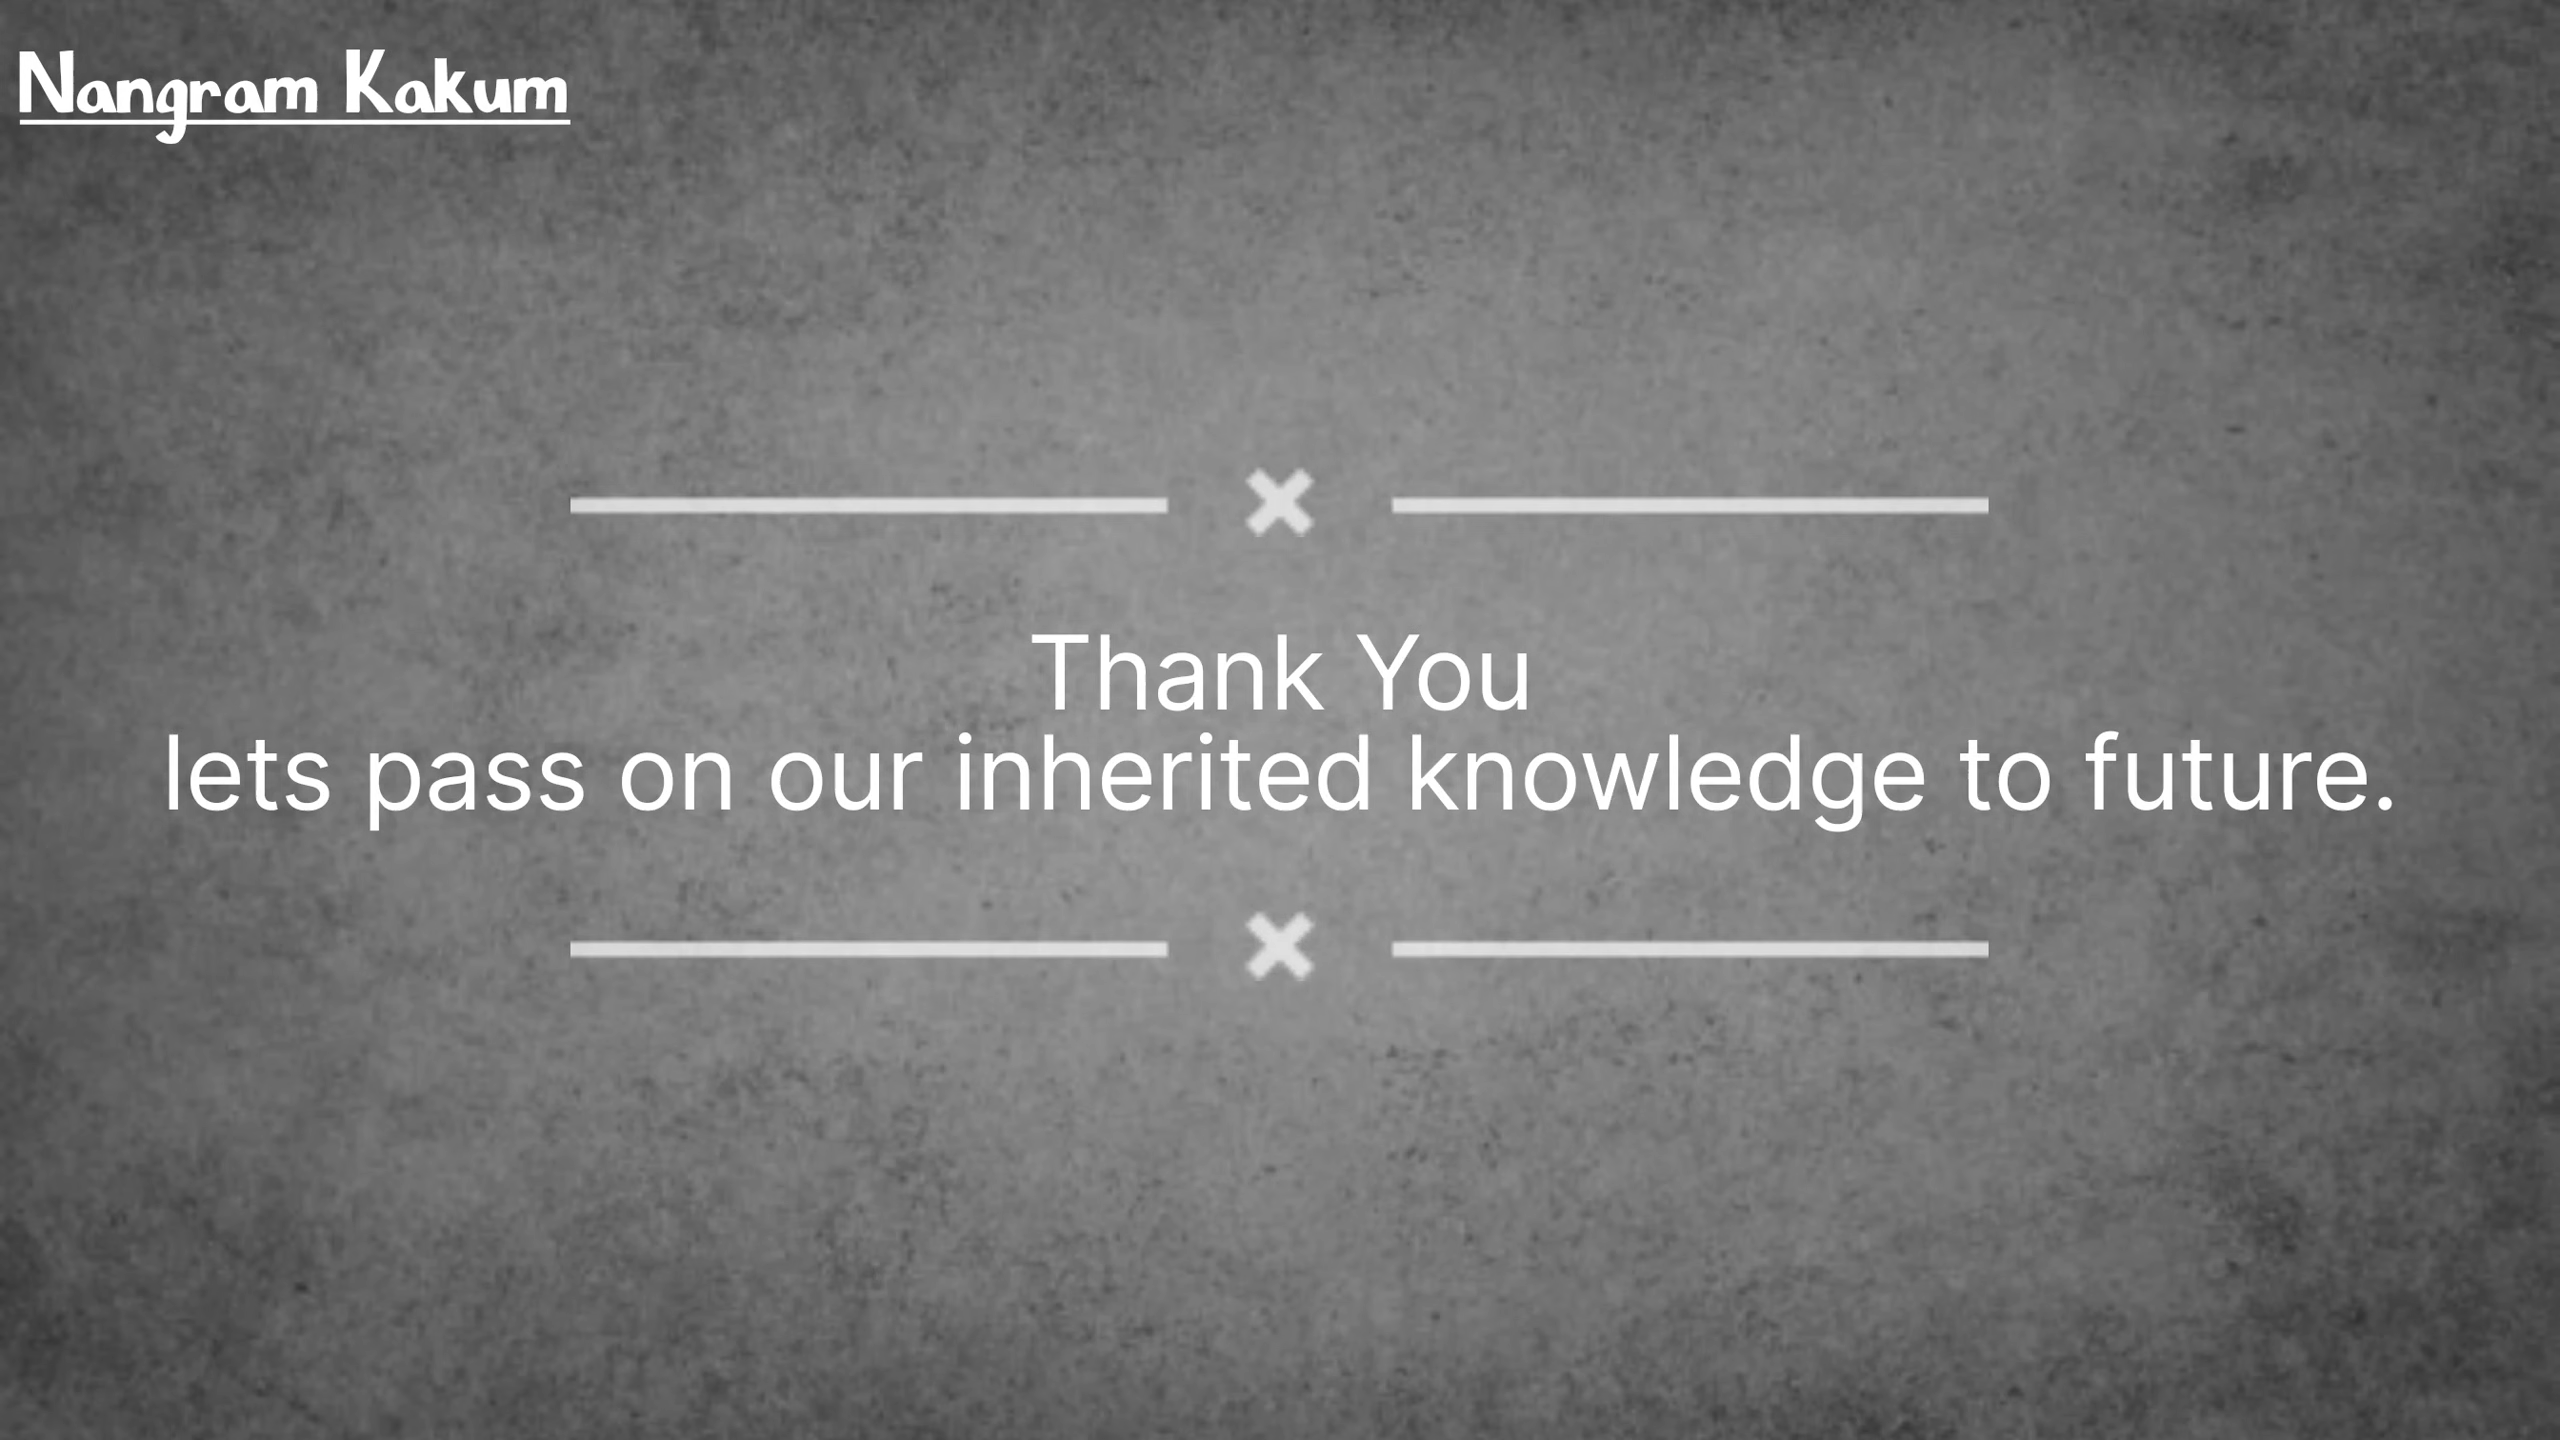 Nangram Kakum
Thank You
lets pass on our inherited knowledge to future.